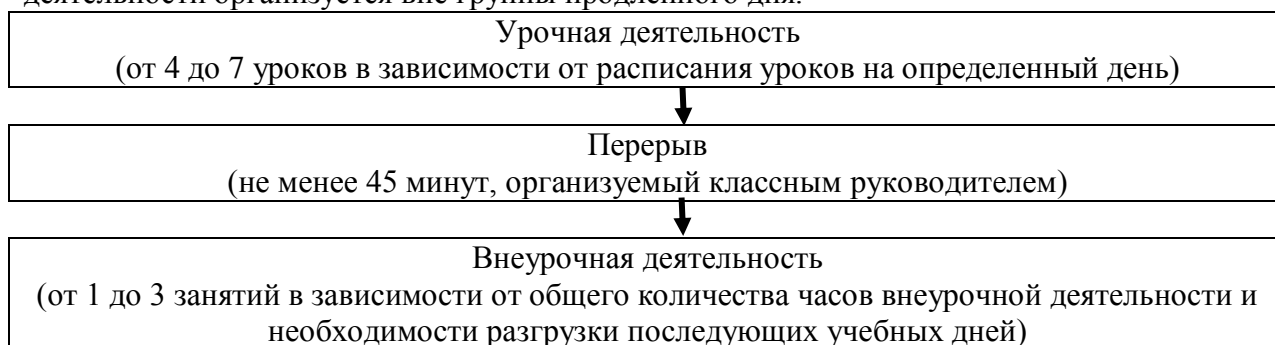 деятельности организуется вне группы продленного дня.
Урочная деятельность
(от 4 до 7 уроков в зависимости от расписания уроков на определенный день)
Перерыв
(не менее 45 минут, организуемый классным руководителем)
Внеурочная деятельность
(от 1 до 3 занятий в зависимости от общего количества часов внеурочной деятельности и
необходимости разгрузки последующих учебных дней)